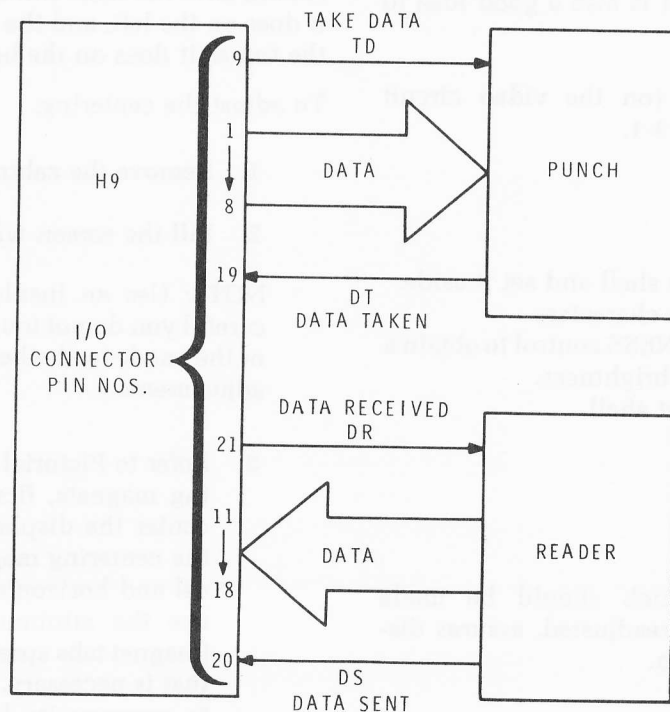 TAKE DATA
TD
9
1
DATA
8
PUNCH
H9
19
DT
DATA TAKEN
I/O
CONNECTOR
PIN NOS.
DATA RECEIVED
DR
21
11
DATA
18
READER
20
DS
DATA SENT